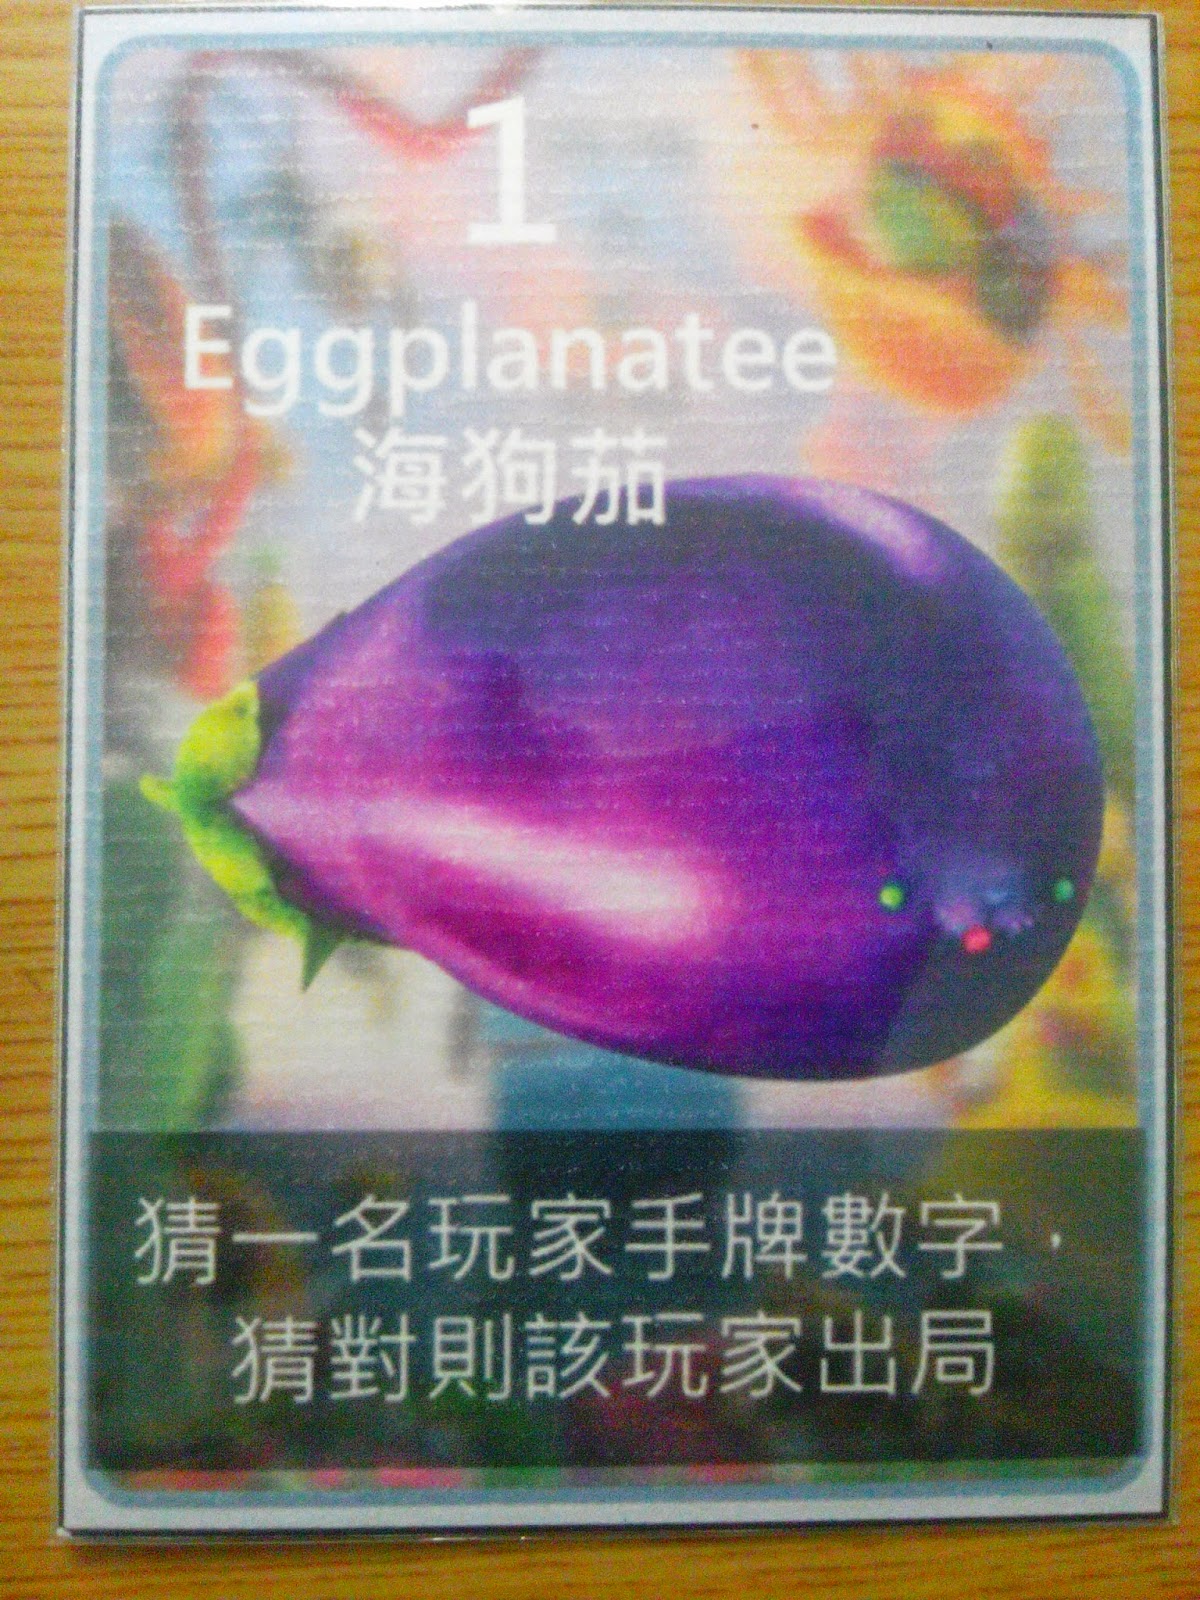 1
Eggplanatee
海狗茄
猜一名玩家手牌數字，
猜對則該玩家出局